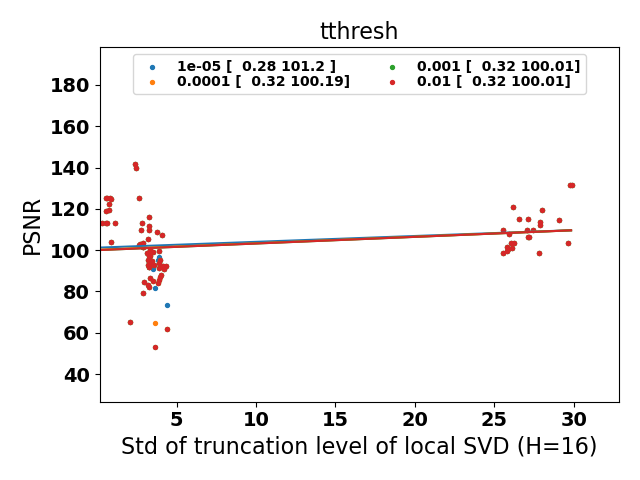 tthresh
1e-05 [  0.28 101.2 ]
0.0001 [  0.32 100.19]
0.001 [  0.32 100.01]
0.01 [  0.32 100.01]
PSNR
180
160
140
120
100
80
60
40
5 10 15 20 25 30
Std of truncation level of local SVD (H=16)